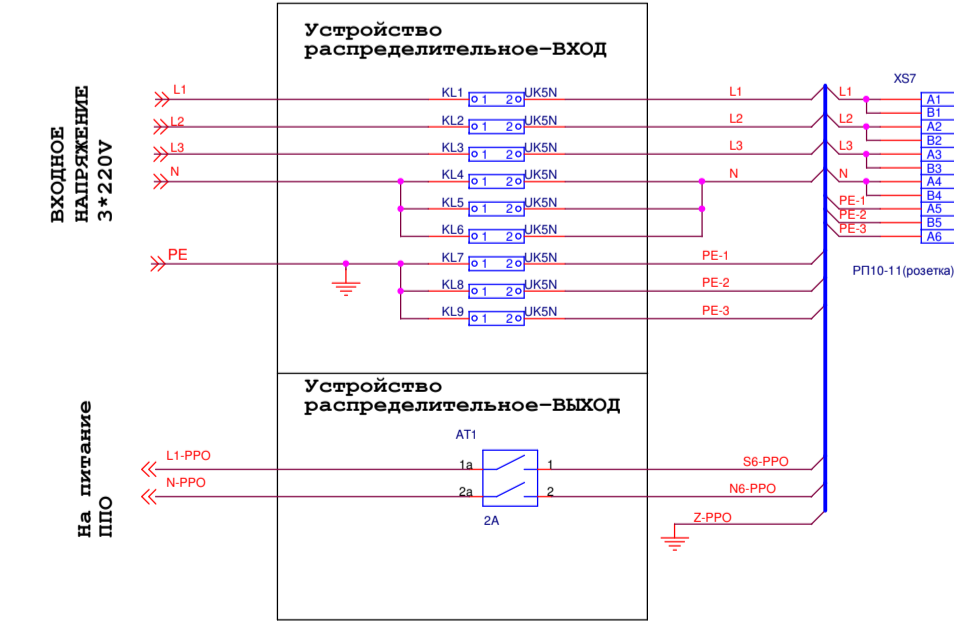 Устройство
распределительное-ВХОД
ВХОДНОЕ
НАПРЯЖЕНИЕ
3*220V
XS7
L1 KL1 1 2 UK5N L1 L1 A1
B1
L2 KL2 1 2 UK5N L2 L2 A2
B2
L3 KL3 1 2 UK5N L3 L3 A3
B3
N KL4 1 2 UK5N N N A4
B4
KL5 1 2 UK5N PE-1 A5
PE-2 B5
KL6 1 2 UK5N PE-3 A6
PE KL7 1 2 UK5N PE-1
РП10-11(розетка)
KL8 1 2 UK5N PE-2
KL9 1 2 UK5N PE-3
Устройство
распределительное-ВЫХОД
На питание
ППО
AT1
L1-PPO 1a 1 S6-PPO
N-PPO 2a 2 N6-PPO
2A Z-PPO